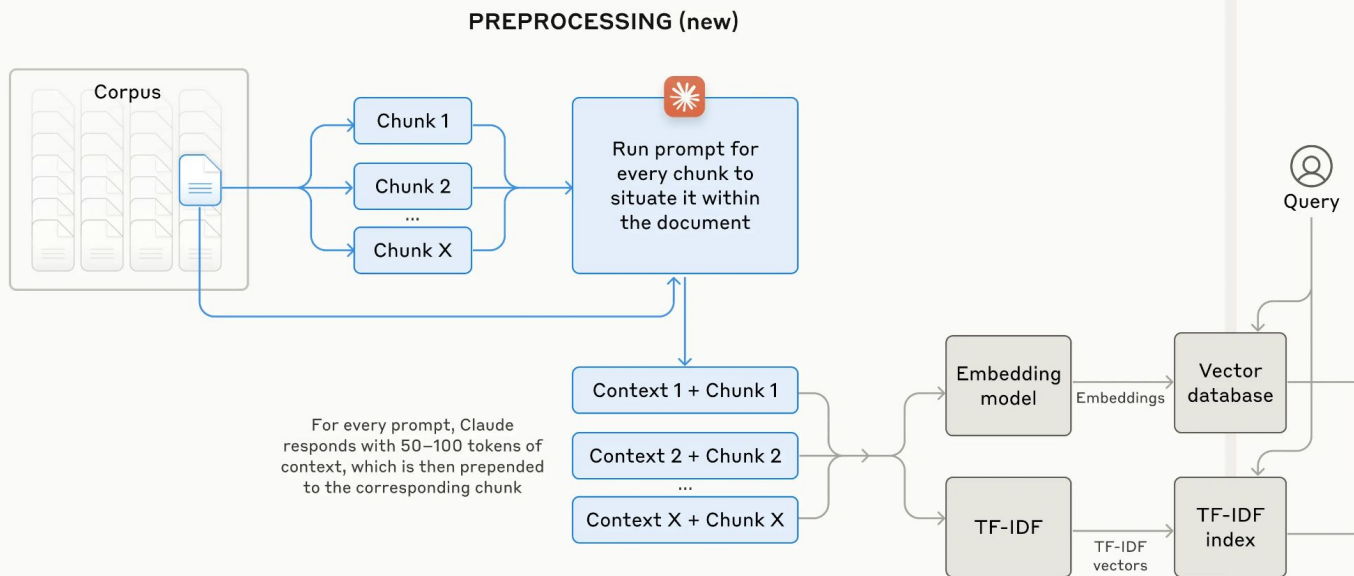 PREPROCESSING (new)
Corpus
Chunk 1
Chunk 2
...
Chunk X
Run prompt for
every chunk to
situate it within
the document
Query
Context 1 + Chunk 1
Context 2 + Chunk 2
...
Context X + Chunk X
For every prompt, Claude
responds with 50–100 tokens of
context, which is then prepended
to the corresponding chunk
Embedding
model
Embeddings
Vector
database
TF-IDF
TF-IDF
vectors
TF-IDF
index